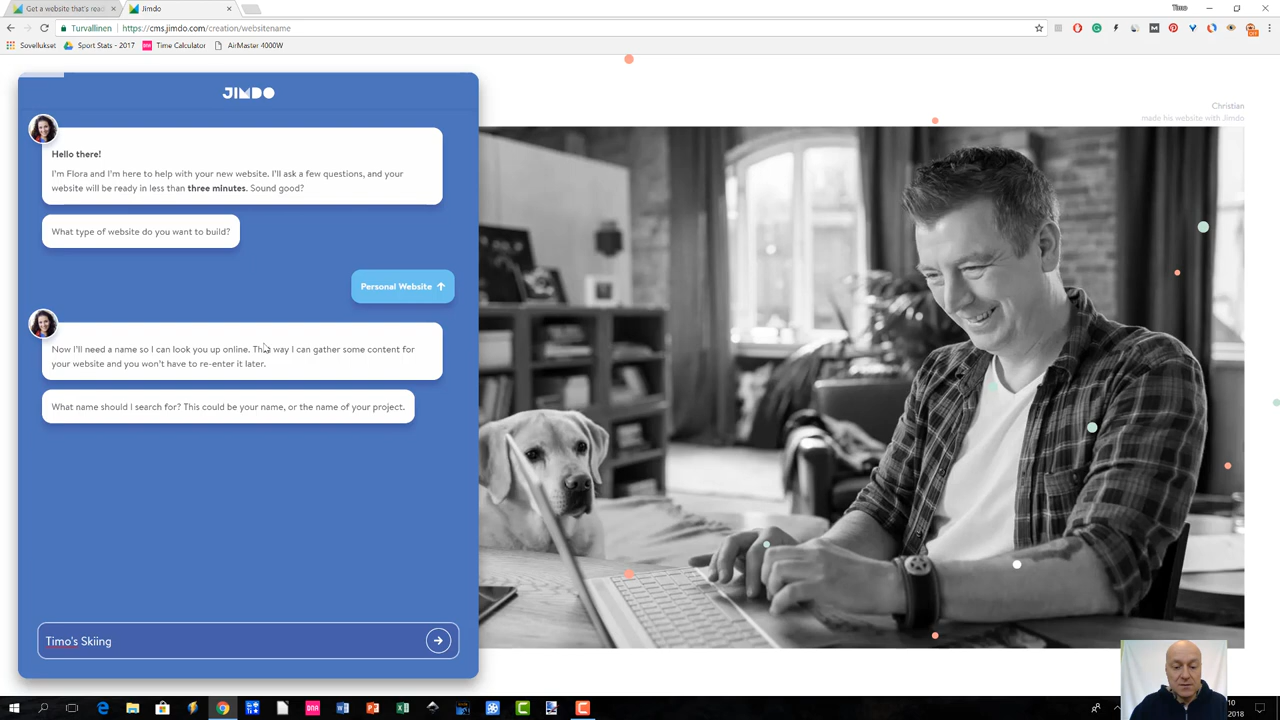 Get a website that's read
Jimdo
Timo
Turvallinen
https://cms.jimdo.com/creation/websitename
Sovellukset
Sport Stats - 2017
Time Calculator
AirMaster 4000W
JIMDO
Christian
made his website with Jimdo
Hello there!
I'm Flora and I'm here to help with your new website. I'll ask a few questions, and your
website will be ready in less than three minutes. Sound good?
What type of website do you want to build?
Personal Website
Now I'll need a name so I can look you up online. This way I can gather some content for
your website and you won't have to re-enter it later.
What name should I search for? This could be your name, or the name of your project.
Timo's Skiing
10
2018